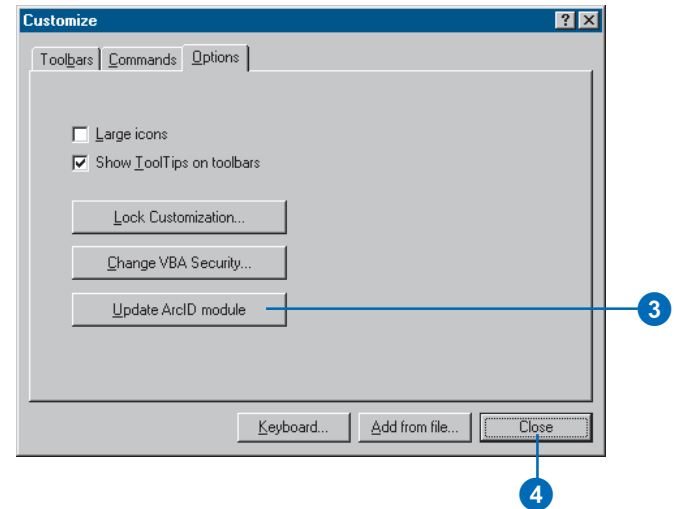 Customize
Toolbars Commands Options
Large icons
Show ToolTips on toolbars
Lock Customization...
Change VBA Security...
Update ArcID module
3
Keyboard... Add from file... Close
4